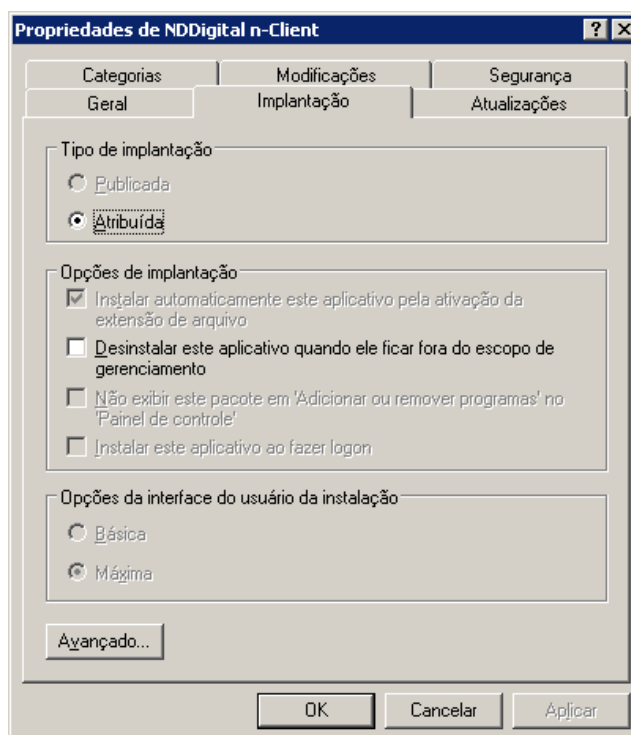 Propriedades de NDDigital n-Client
Categorias Modificações Segurança
Geral Implantação Atualizações
Tipo de implantação
Publicada
Atribuída
Opções de implantação
Instalar automaticamente este aplicativo pela ativação da
extensão de arquivo
Desinstalar este aplicativo quando ele ficar fora do escopo de
gerenciamento
Não exibir este pacote em 'Adicionar ou remover programas' no
'Painel de controle'
Instalar este aplicativo ao fazer logon
Opções da interface do usuário da instalação
Básica
Máxima
Avançado...
OK Cancelar Aplicar